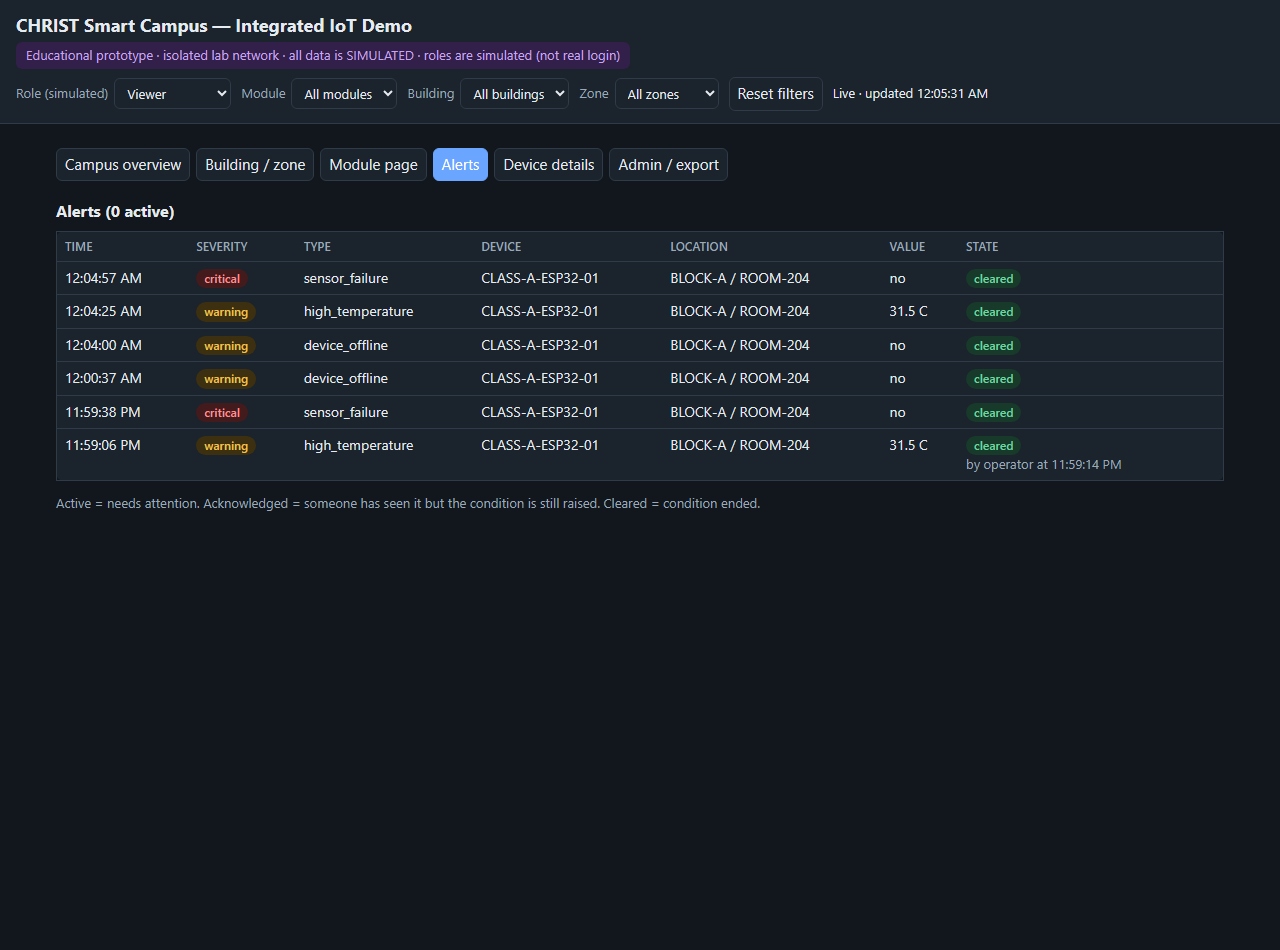 CHRIST Smart Campus — Integrated IoT Demo
Educational prototype · isolated lab network · all data is SIMULATED · roles are simulated (not real login)
Role (simulated) Viewer Module All modules Building All buildings Zone All zones Reset filters Live · updated 12:05:31 AM
Campus overview Building / zone Module page Alerts Device details Admin / export
Alerts (0 active)
TIME SEVERITY TYPE DEVICE LOCATION VALUE STATE
12:04:57 AM critical sensor_failure CLASS-A-ESP32-01 BLOCK-A / ROOM-204 no cleared
12:04:25 AM warning high_temperature CLASS-A-ESP32-01 BLOCK-A / ROOM-204 31.5 C cleared
12:04:00 AM warning device_offline CLASS-A-ESP32-01 BLOCK-A / ROOM-204 no cleared
12:00:37 AM warning device_offline CLASS-A-ESP32-01 BLOCK-A / ROOM-204 no cleared
11:59:38 PM critical sensor_failure CLASS-A-ESP32-01 BLOCK-A / ROOM-204 no cleared
11:59:06 PM warning high_temperature CLASS-A-ESP32-01 BLOCK-A / ROOM-204 31.5 C cleared
by operator at 11:59:14 PM
Active = needs attention. Acknowledged = someone has seen it but the condition is still raised. Cleared = condition ended.